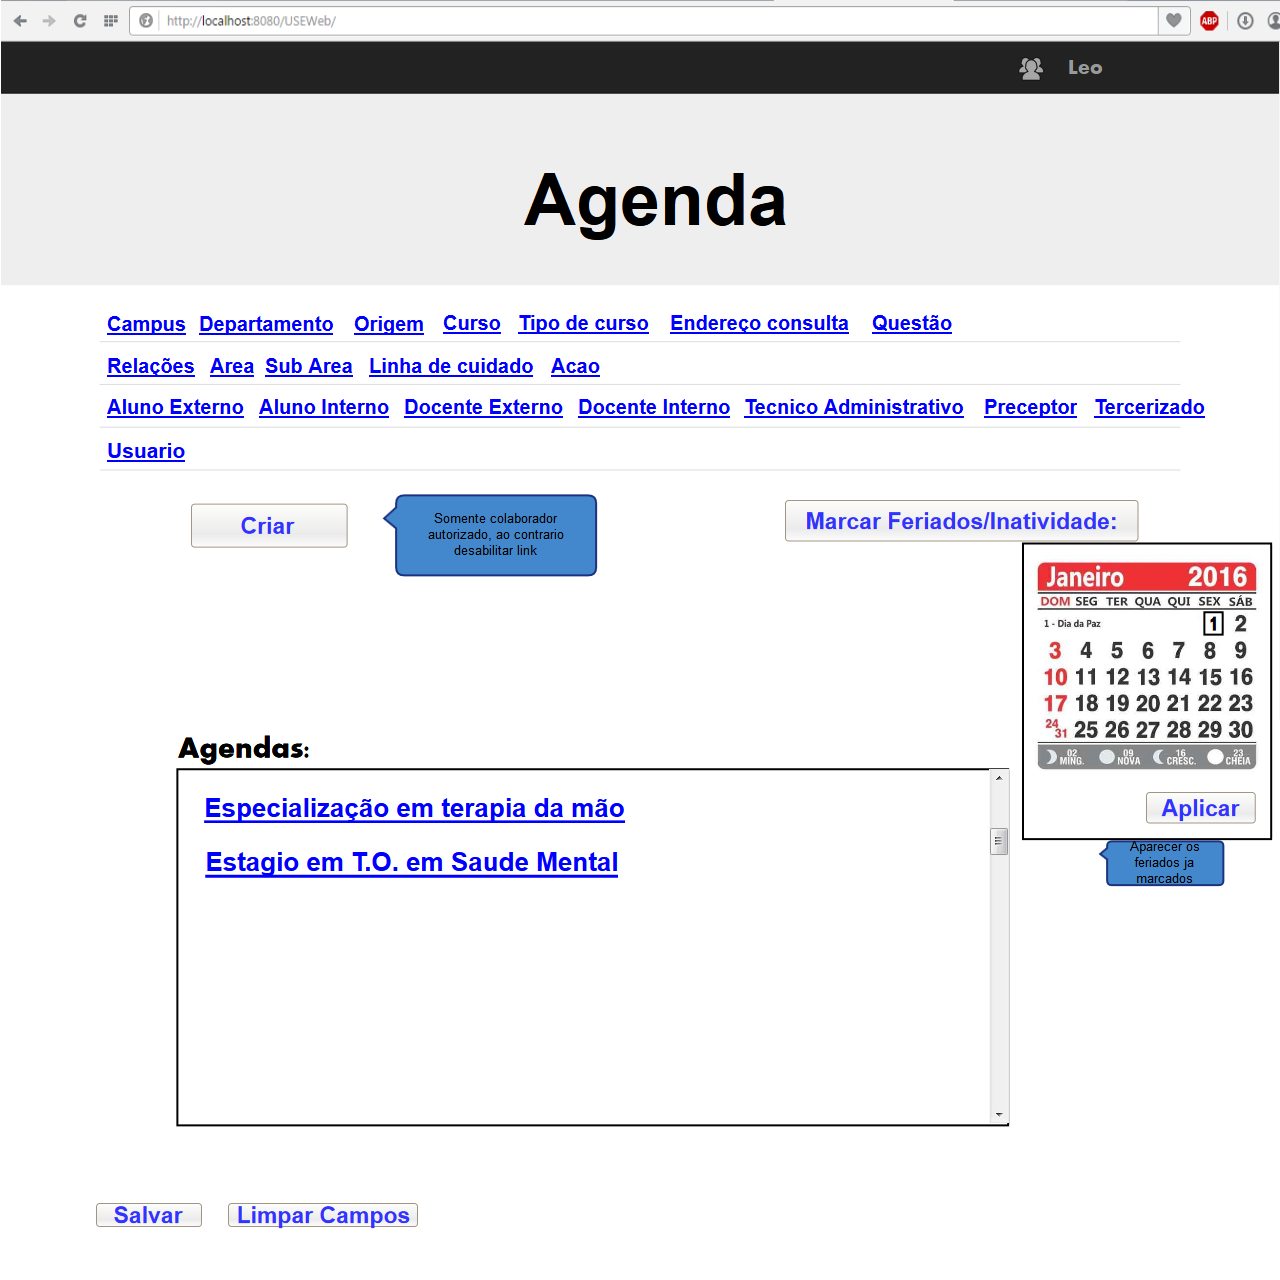 http://localhost:8080/USEWeb/
ABP
Leo
Agenda
Campus Departamento Origem Curso Tipo de curso Endereço consulta Questão
Relações Area Sub Area Linha de cuidado Acao
Aluno Externo Aluno Interno Docente Externo Docente Interno Tecnico Administrativo Preceptor Tercerizado
Usuario
Criar
Somente colaborador
autorizado, ao contrario
desabilitar link
Marcar Feriados/Inatividade:
Janeiro 2016
DOM SEG TER QUA QUI SEX SÁB
1 - Dia da Paz 1 2
3 4 5 6 7 8 9
10 11 12 13 14 15 16
17 18 19 20 21 22 23
24 31 25 26 27 28 29 30
02 MING. 09 NOVA 16 CRESC. 23 CHEIA
Aplicar
Aparecer os
feriados ja
marcados
Agendas:
Especialização em terapia da mão
Estagio em T.O. em Saude Mental
Salvar Limpar Campos